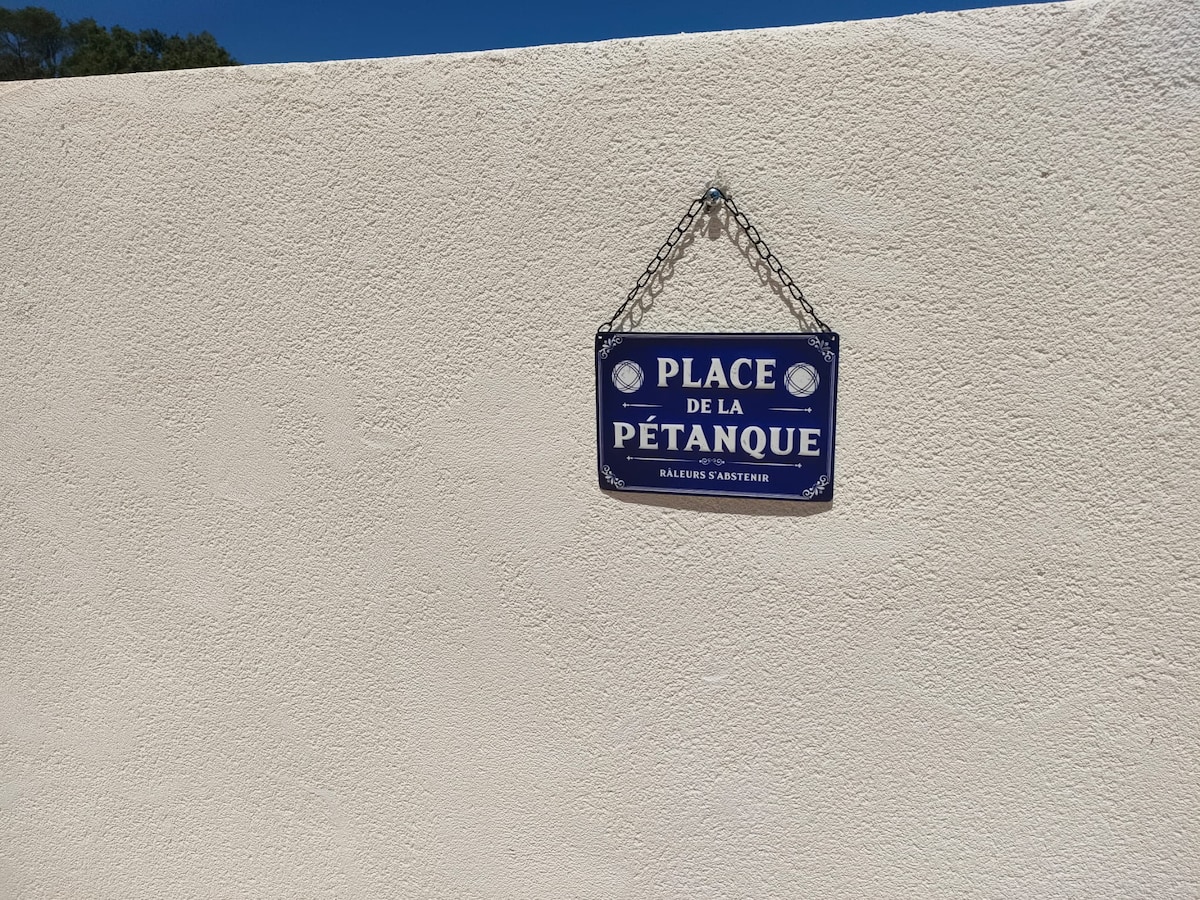 PLACE
DE LA
PÉTANQUE
RÂLEURS S'ABSTENIR